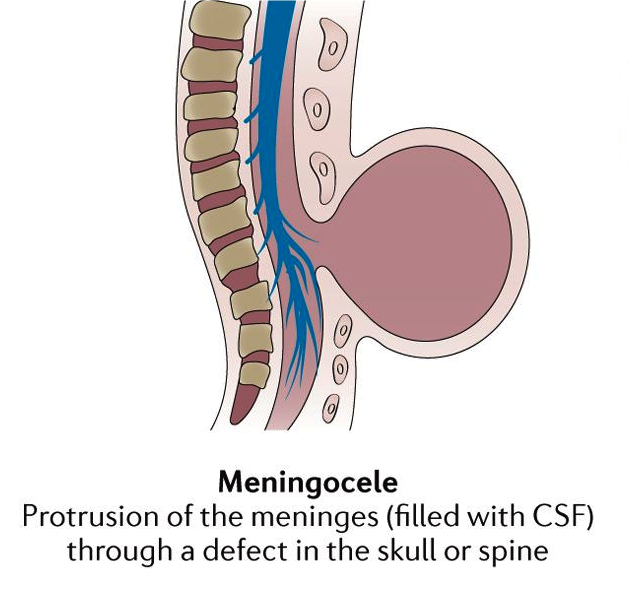 Meningocele
Protrusion of the meninges (filled with CSF)
through a defect in the skull or spine